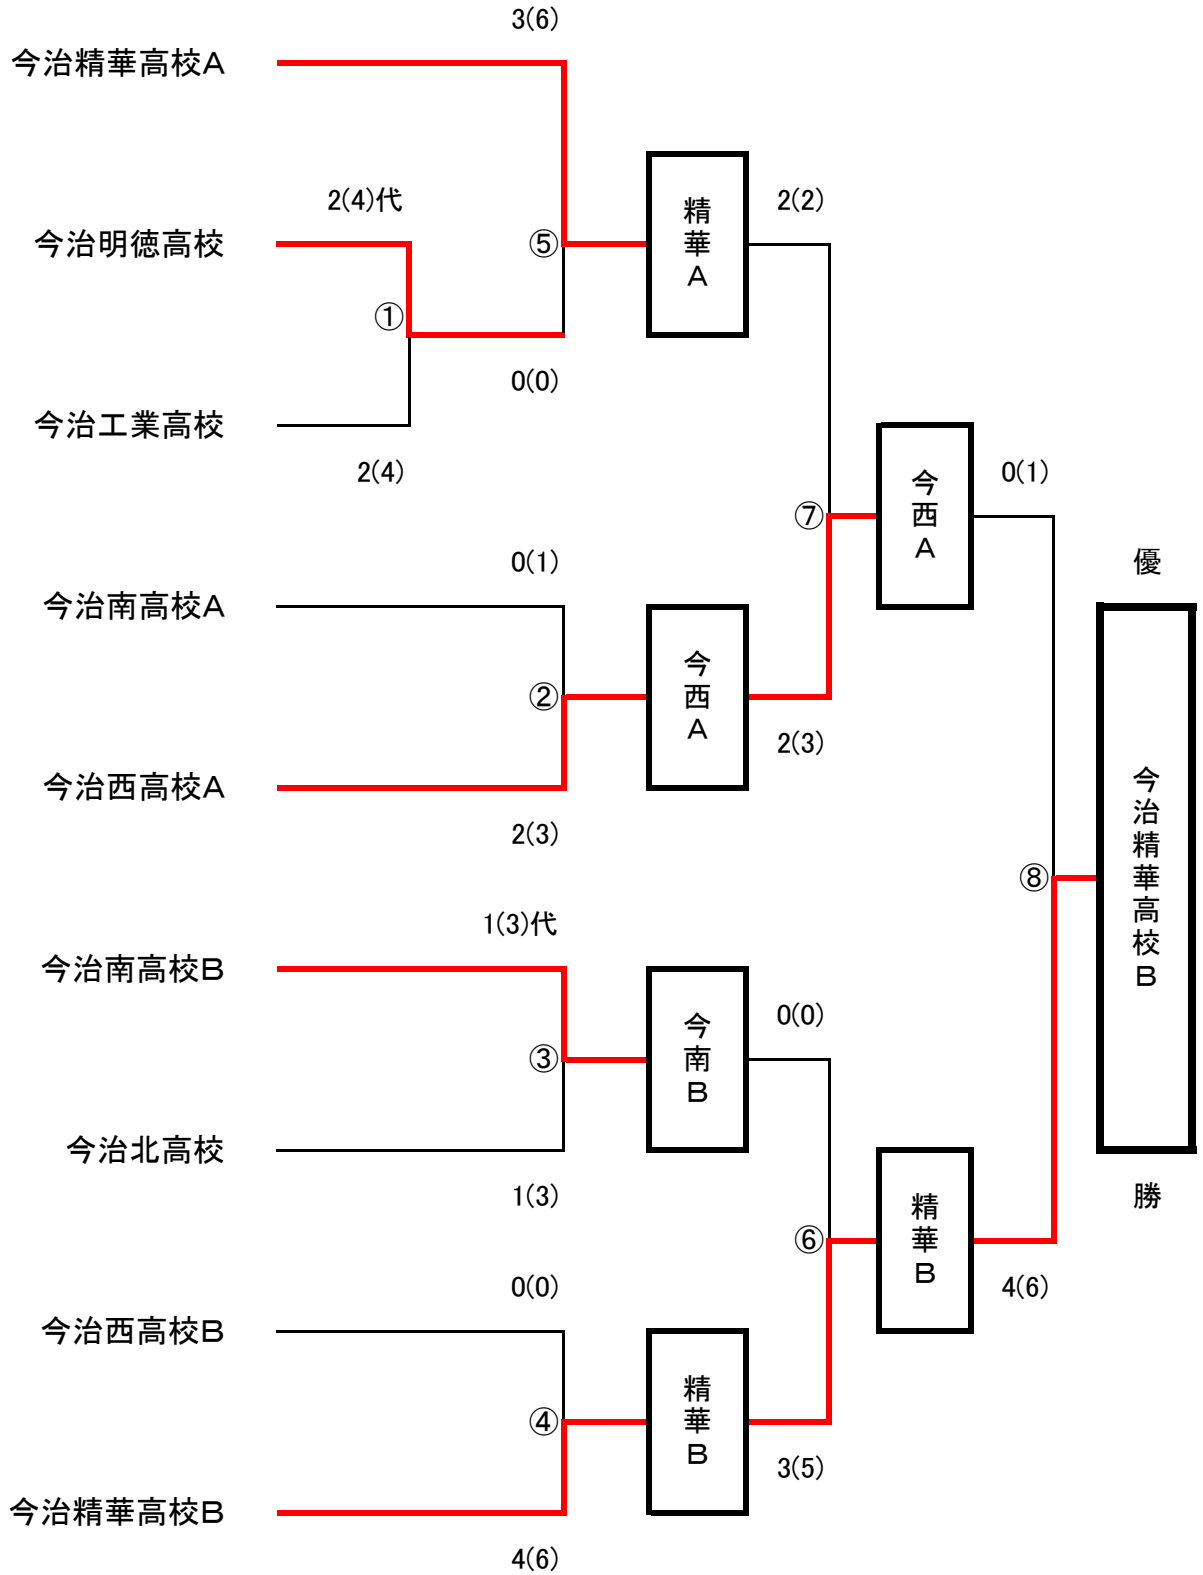 3(6)
今治精華高校A
精華A
2(2)
2(4)代
今治明徳高校
⑤
①
0(0)
今治工業高校
2(4)
今西A
0(1)
⑦
0(1)
優
今治南高校A
②
今西A
2(3)
今治西高校A
2(3)
今治精華高校B
⑧
1(3)代
今治南高校B
今南B
0(0)
③
今治北高校
1(3)
勝
精華B
⑥
0(0)
4(6)
今治西高校B
精華B
④
3(5)
今治精華高校B
4(6)